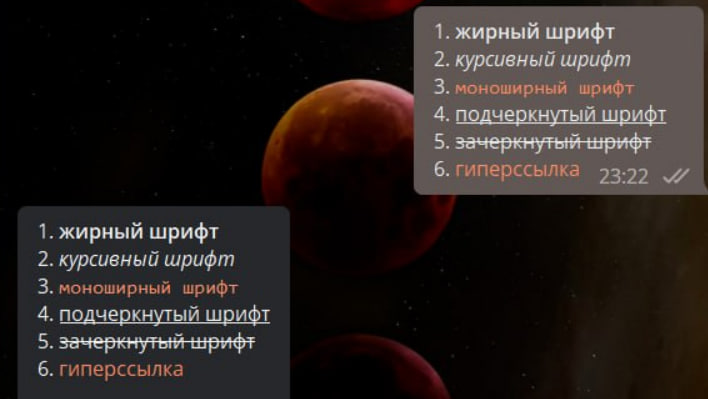 1. жирный шрифт
2. курсивный шрифт
3. моноширный шрифт
4. подчеркнутый шрифт
5. зачеркнутый шрифт
6. гиперссылка
23:22
1. жирный шрифт
2. курсивный шрифт
3. моноширный шрифт
4. подчеркнутый шрифт
5. зачеркнутый шрифт
6. гиперссылка